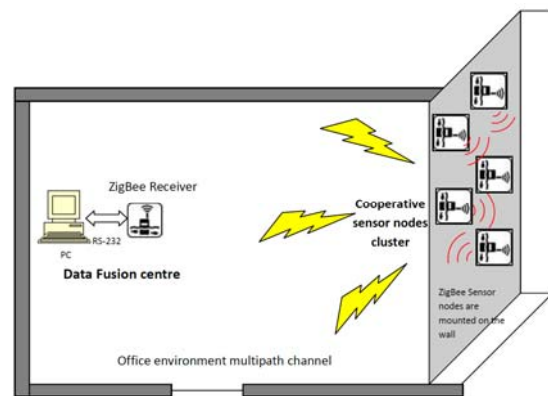 ZigBee Receiver
RS-232
PC
Data Fusion centre
Cooperative
sensor nodes
cluster
ZigBee Sensor
nodes are
mounted on the
wall
Office environment multipath channel